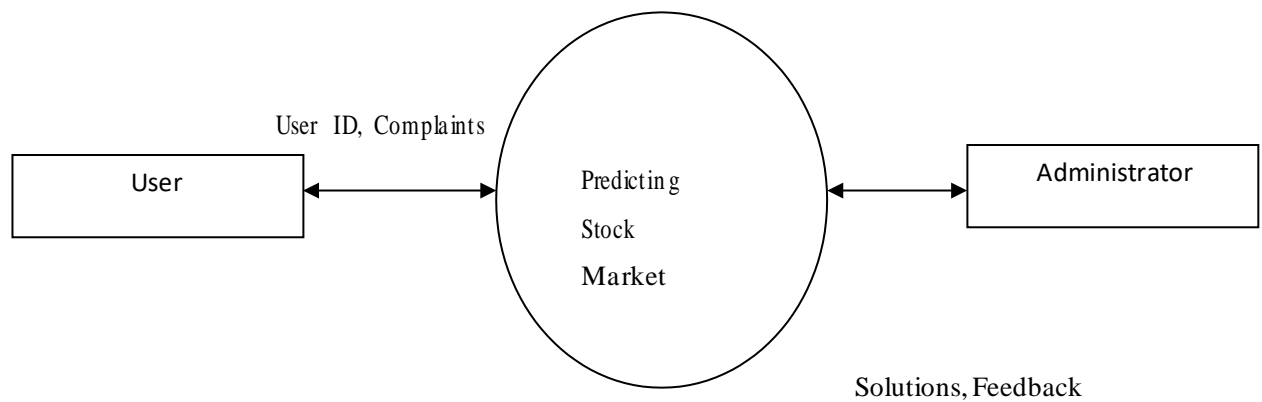 User ID, Complaints
User
Predicting
Stock
Market
Administrator
Solutions, Feedback